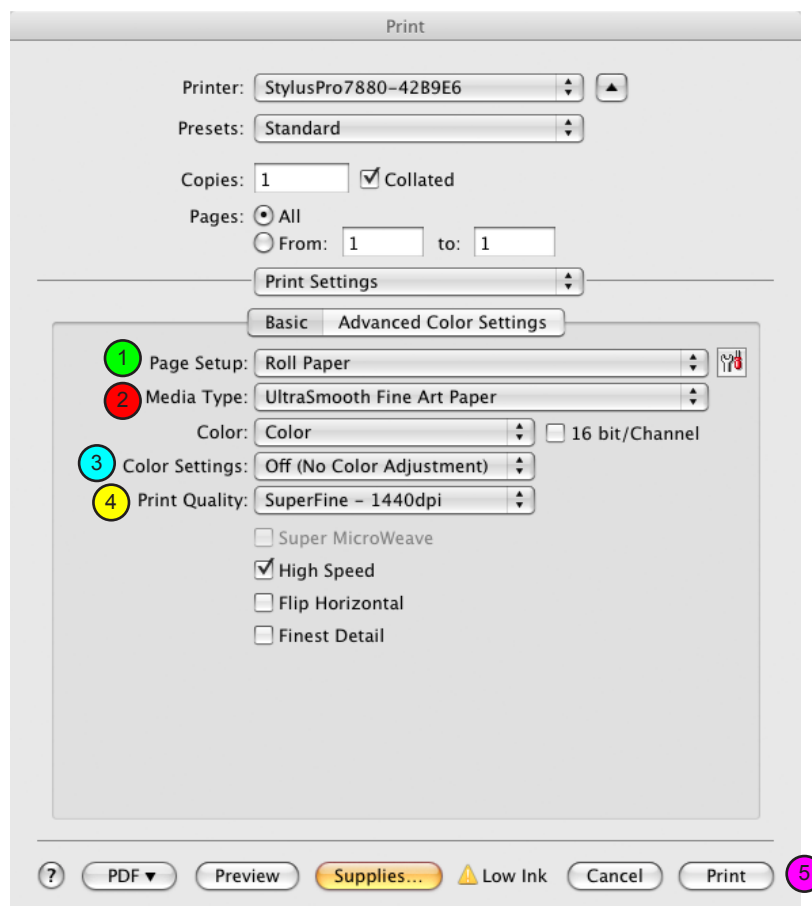 Print
Printer: StylusPro7880-42B9E6
Presets: Standard
Copies: 1 Collated
Pages: All
From: 1 to: 1
Print Settings
Basic Advanced Color Settings
1 Page Setup: Roll Paper
2 Media Type: UltraSmooth Fine Art Paper
Color: Color 16 bit/Channel
3 Color Settings: Off (No Color Adjustment)
4 Print Quality: SuperFine – 1440dpi
Super MicroWeave
High Speed
Flip Horizontal
Finest Detail
? PDF▼ Preview Supplies... Low Ink Cancel Print 5